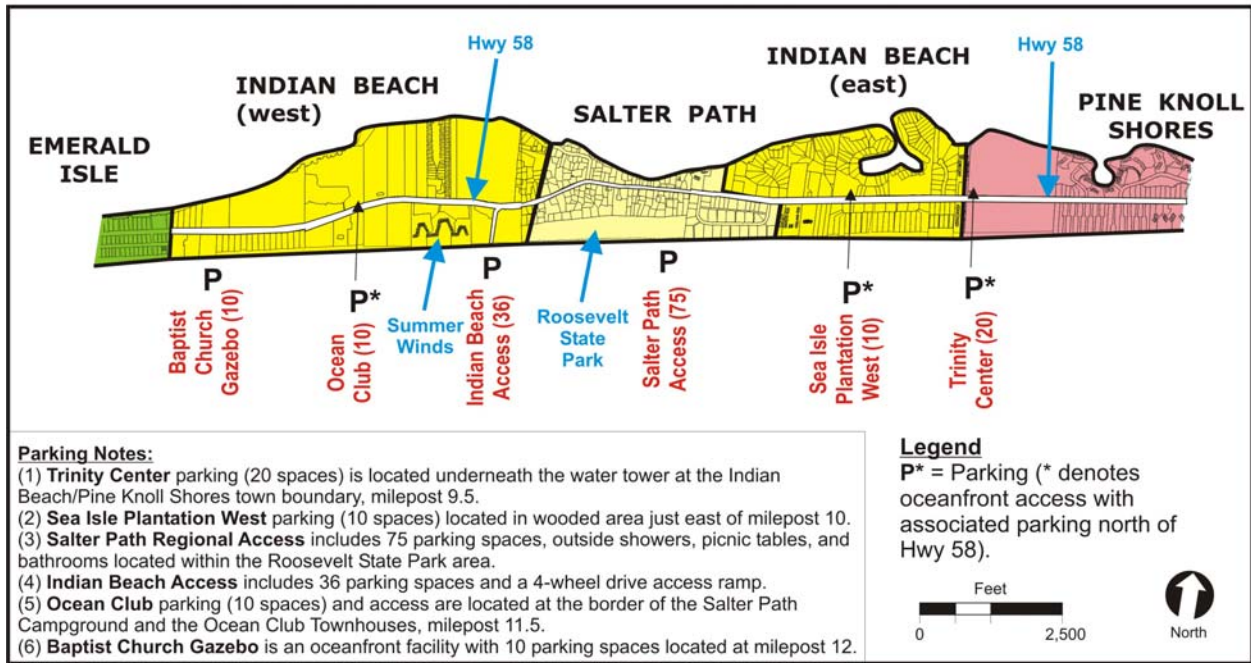 Hwy 58
Hwy 58
INDIAN BEACH
(west)
INDIAN BEACH
(east)
SALTER PATH
PINE KNOLL
SHORES
EMERALD
ISLE
P
P*
P
P
P*
P*
Baptist
Church
Gazebo (10)
Ocean
Club (10)
Summer
Winds
Indian Beach
Access (36)
Roosevelt
State
Park
Salter Path
Access (75)
Sea Isle
Plantation
West (10)
Trinity
Center (20)
Parking Notes:
(1) Trinity Center parking (20 spaces) is located underneath the water tower at the Indian
Beach/Pine Knoll Shores town boundary, milepost 9.5.
(2) Sea Isle Plantation West parking (10 spaces) located in wooded area just east of milepost 10.
(3) Salter Path Regional Access includes 75 parking spaces, outside showers, picnic tables, and
bathrooms located within the Roosevelt State Park area.
(4) Indian Beach Access includes 36 parking spaces and a 4-wheel drive access ramp.
(5) Ocean Club parking (10 spaces) and access are located at the border of the Salter Path
Campground and the Ocean Club Townhouses, milepost 11.5.
(6) Baptist Church Gazebo is an oceanfront facility with 10 parking spaces located at milepost 12.
Legend
P* = Parking (* denotes
oceanfront access with
associated parking north of
Hwy 58).
Feet
0 2,500
North